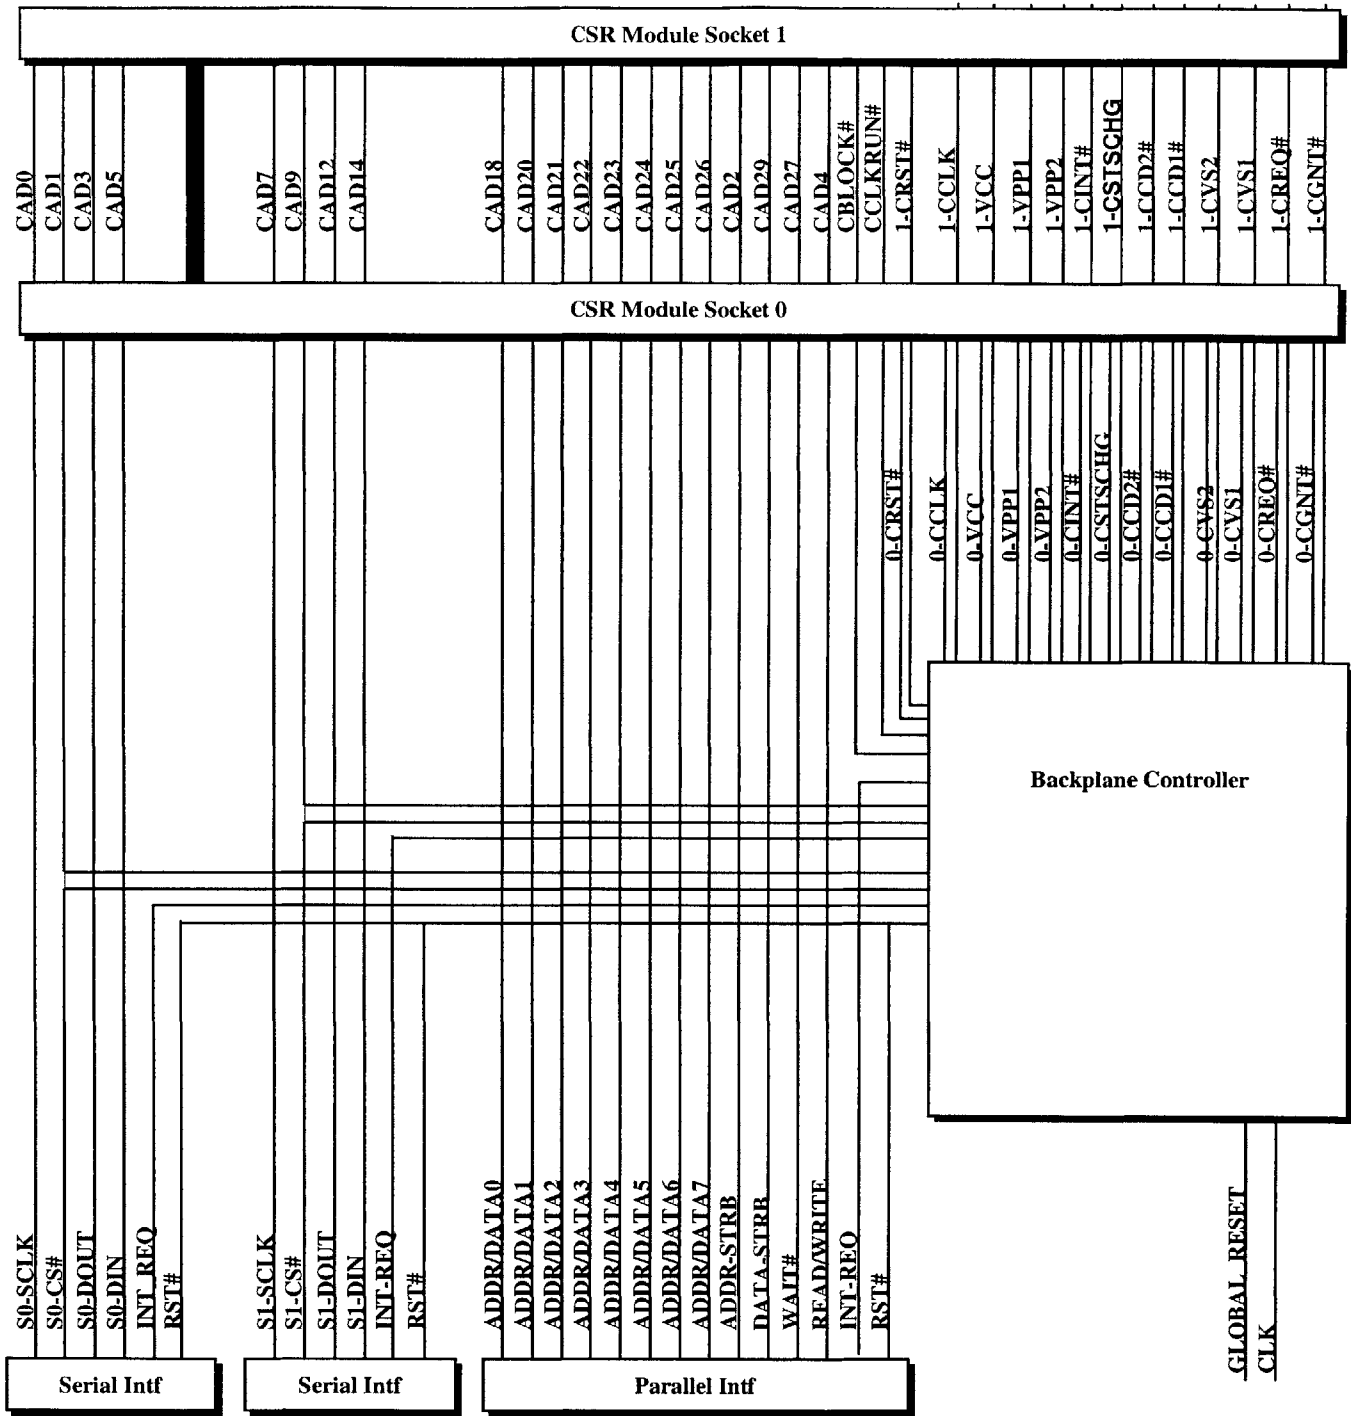 CSR Module Socket 1
CAD0
CAD1
CAD3
CAD5
CAD7
CAD9
CAD12
CAD14
CAD18
CAD20
CAD21
CAD22
CAD23
CAD24
CAD25
CAD26
CAD2
CAD29
CAD27
CAD4
CBLOCK#
CCLKRUN#
1-CRST#
1-CCLK
1-VCC
1-VPP1
1-VPP2
1-CINT#
1-CSTSCHG
1-CCD2#
1-CCD1#
1-CVS2
1-CVS1
1-CREQ#
1-CGNT#
CSR Module Socket 0
0-CRST#
0-CCLK
0-VCC
0-VPP1
0-VPP2
0-CINT#
0-CSTSCHG
0-CCD2#
0-CCD1#
0-CVS2
0-CVS1
0-CREQ#
0-CGNT#
Backplane Controller
S0-SCLK
S0-CS#
S0-DOUT
S0-DIN
INT_REQ
RST#
S1-SCLK
S1-CS#
S1-DOUT
S1-DIN
INT-REQ
RST#
ADDR/DATA0
ADDR/DATA1
ADDR/DATA2
ADDR/DATA3
ADDR/DATA4
ADDR/DATA5
ADDR/DATA6
ADDR/DATA7
ADDR-STRB
DATA-STRB
WAIT#
READ/WRITE
INT-REQ
RST#
GLOBAL_RESET
CLK
Serial Intf
Serial Intf
Parallel Intf